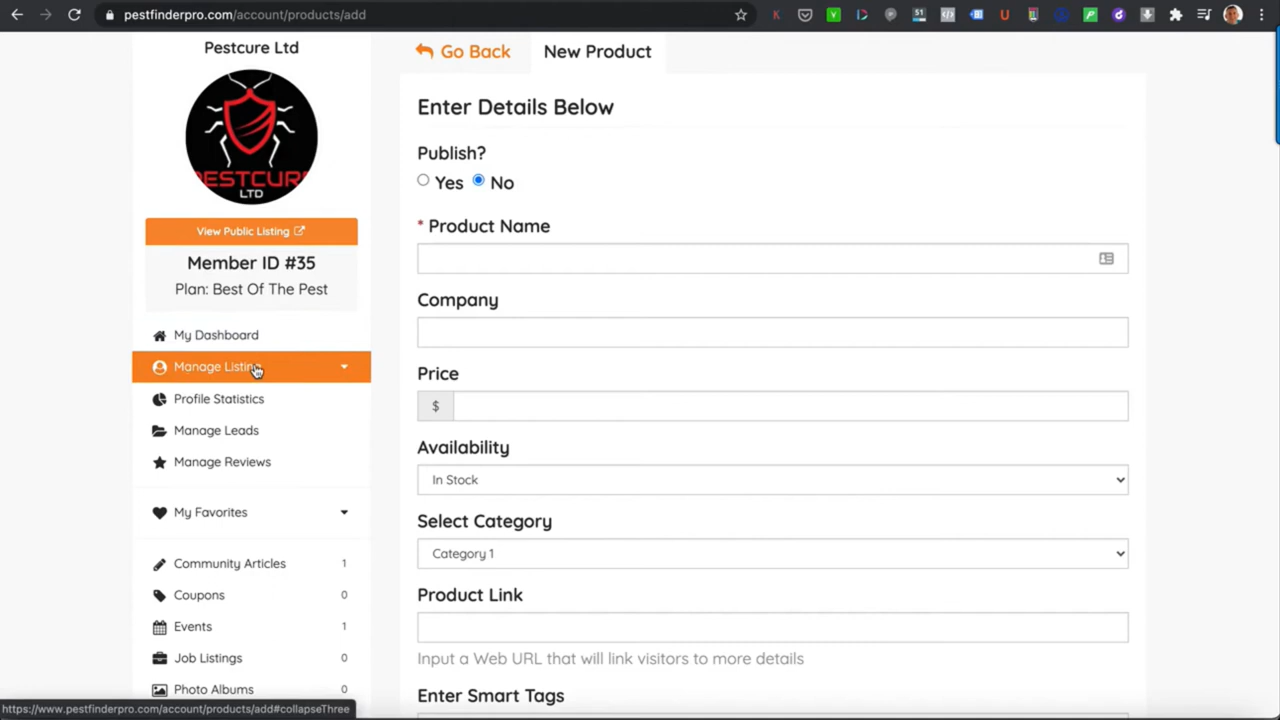 pestfinderpro.com/account/products/add
51
Pestcure Ltd
PESTCURE
LTD
View Public Listing
Member ID #35
Plan: Best Of The Pest
My Dashboard
Manage Listing
Profile Statistics
Manage Leads
Manage Reviews
My Favorites
Community Articles 1
Coupons 0
Events 1
Job Listings 0
Photo Albums 0
https://www.pestfinderpro.com/account/products/add#collapseThree
Go Back
New Product
Enter Details Below
Publish?
Yes No
* Product Name
Company
Price
$
Availability
In Stock
Select Category
Category 1
Product Link
Input a Web URL that will link visitors to more details
Enter Smart Tags